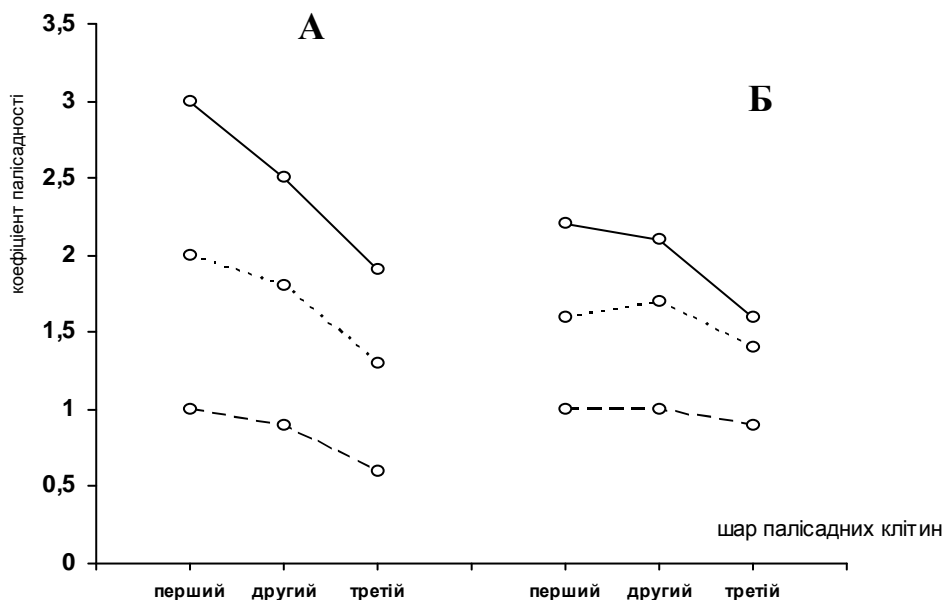 коефіцієнт палісадності
3,5
3
2,5
2
1,5
1
0,5
0
А
Б
шар палісадних клітин
перший другий третій перший другий третій